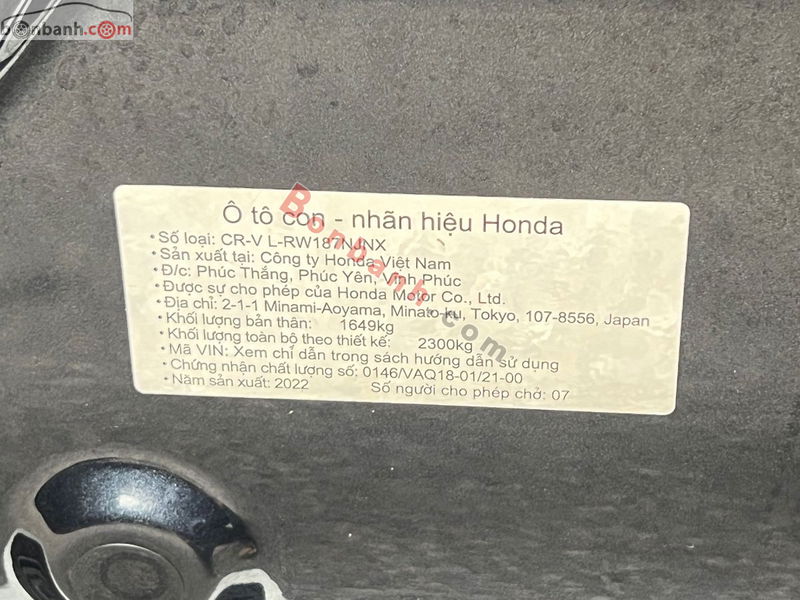 bonbanh.com
Ô tô con - nhãn hiệu Honda
• Số loại: CR-V L-RW187NJNX
• Sản xuất tại: Công ty Honda Việt Nam
• Đ/c: Phúc Thắng, Phúc Yên, Vĩnh Phúc
• Được sự cho phép của Honda Motor Co., Ltd.
• Địa chỉ: 2-1-1 Minami-Aoyama, Minato-ku, Tokyo, 107-8556, Japan
• Khối lượng bản thân: 1649kg
• Khối lượng toàn bộ theo thiết kế: 2300kg
• Mã VIN: Xem chỉ dẫn trong sách hướng dẫn sử dụng
• Chứng nhận chất lượng số: 0146/VAQ18-01/21-00
• Năm sản xuất: 2022 Số người cho phép chở: 07
Bonbanh.com